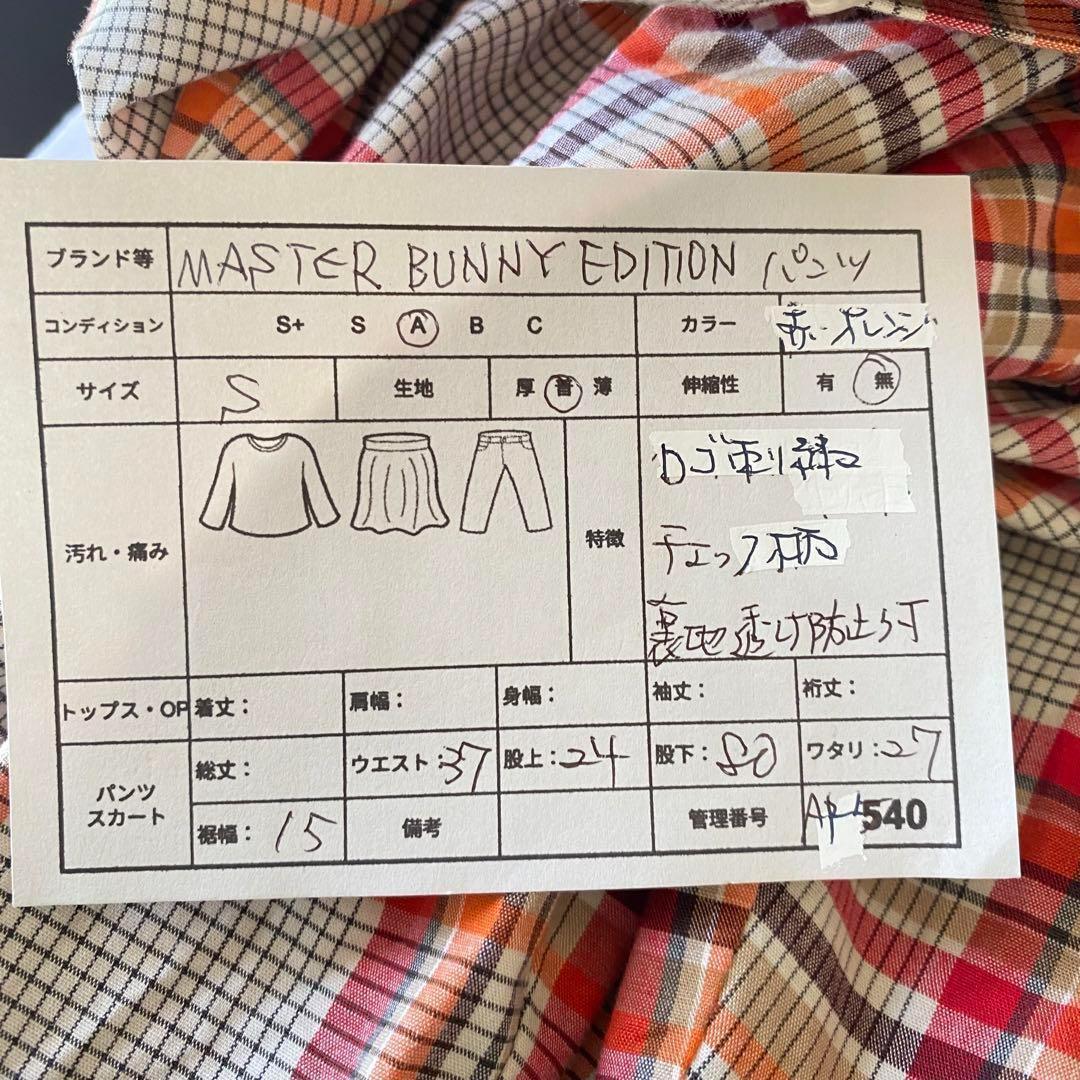 ブランド等 MASTER BUNNY EDITION パンツ
コンディション S+ S A B C カラー 赤・オレンジ
サイズ S 生地 厚 普 薄 伸縮性 有 無
汚れ・痛み 特徴 ロゴ刺繍
チェック柄
裏地透け防止付
トップス・OP 着丈： 肩幅： 身幅： 袖丈： 裄丈：
パンツ スカート 総丈： ウエスト：37 股上：24 股下：80 ワタリ：27
裾幅：15 備考 管理番号 540